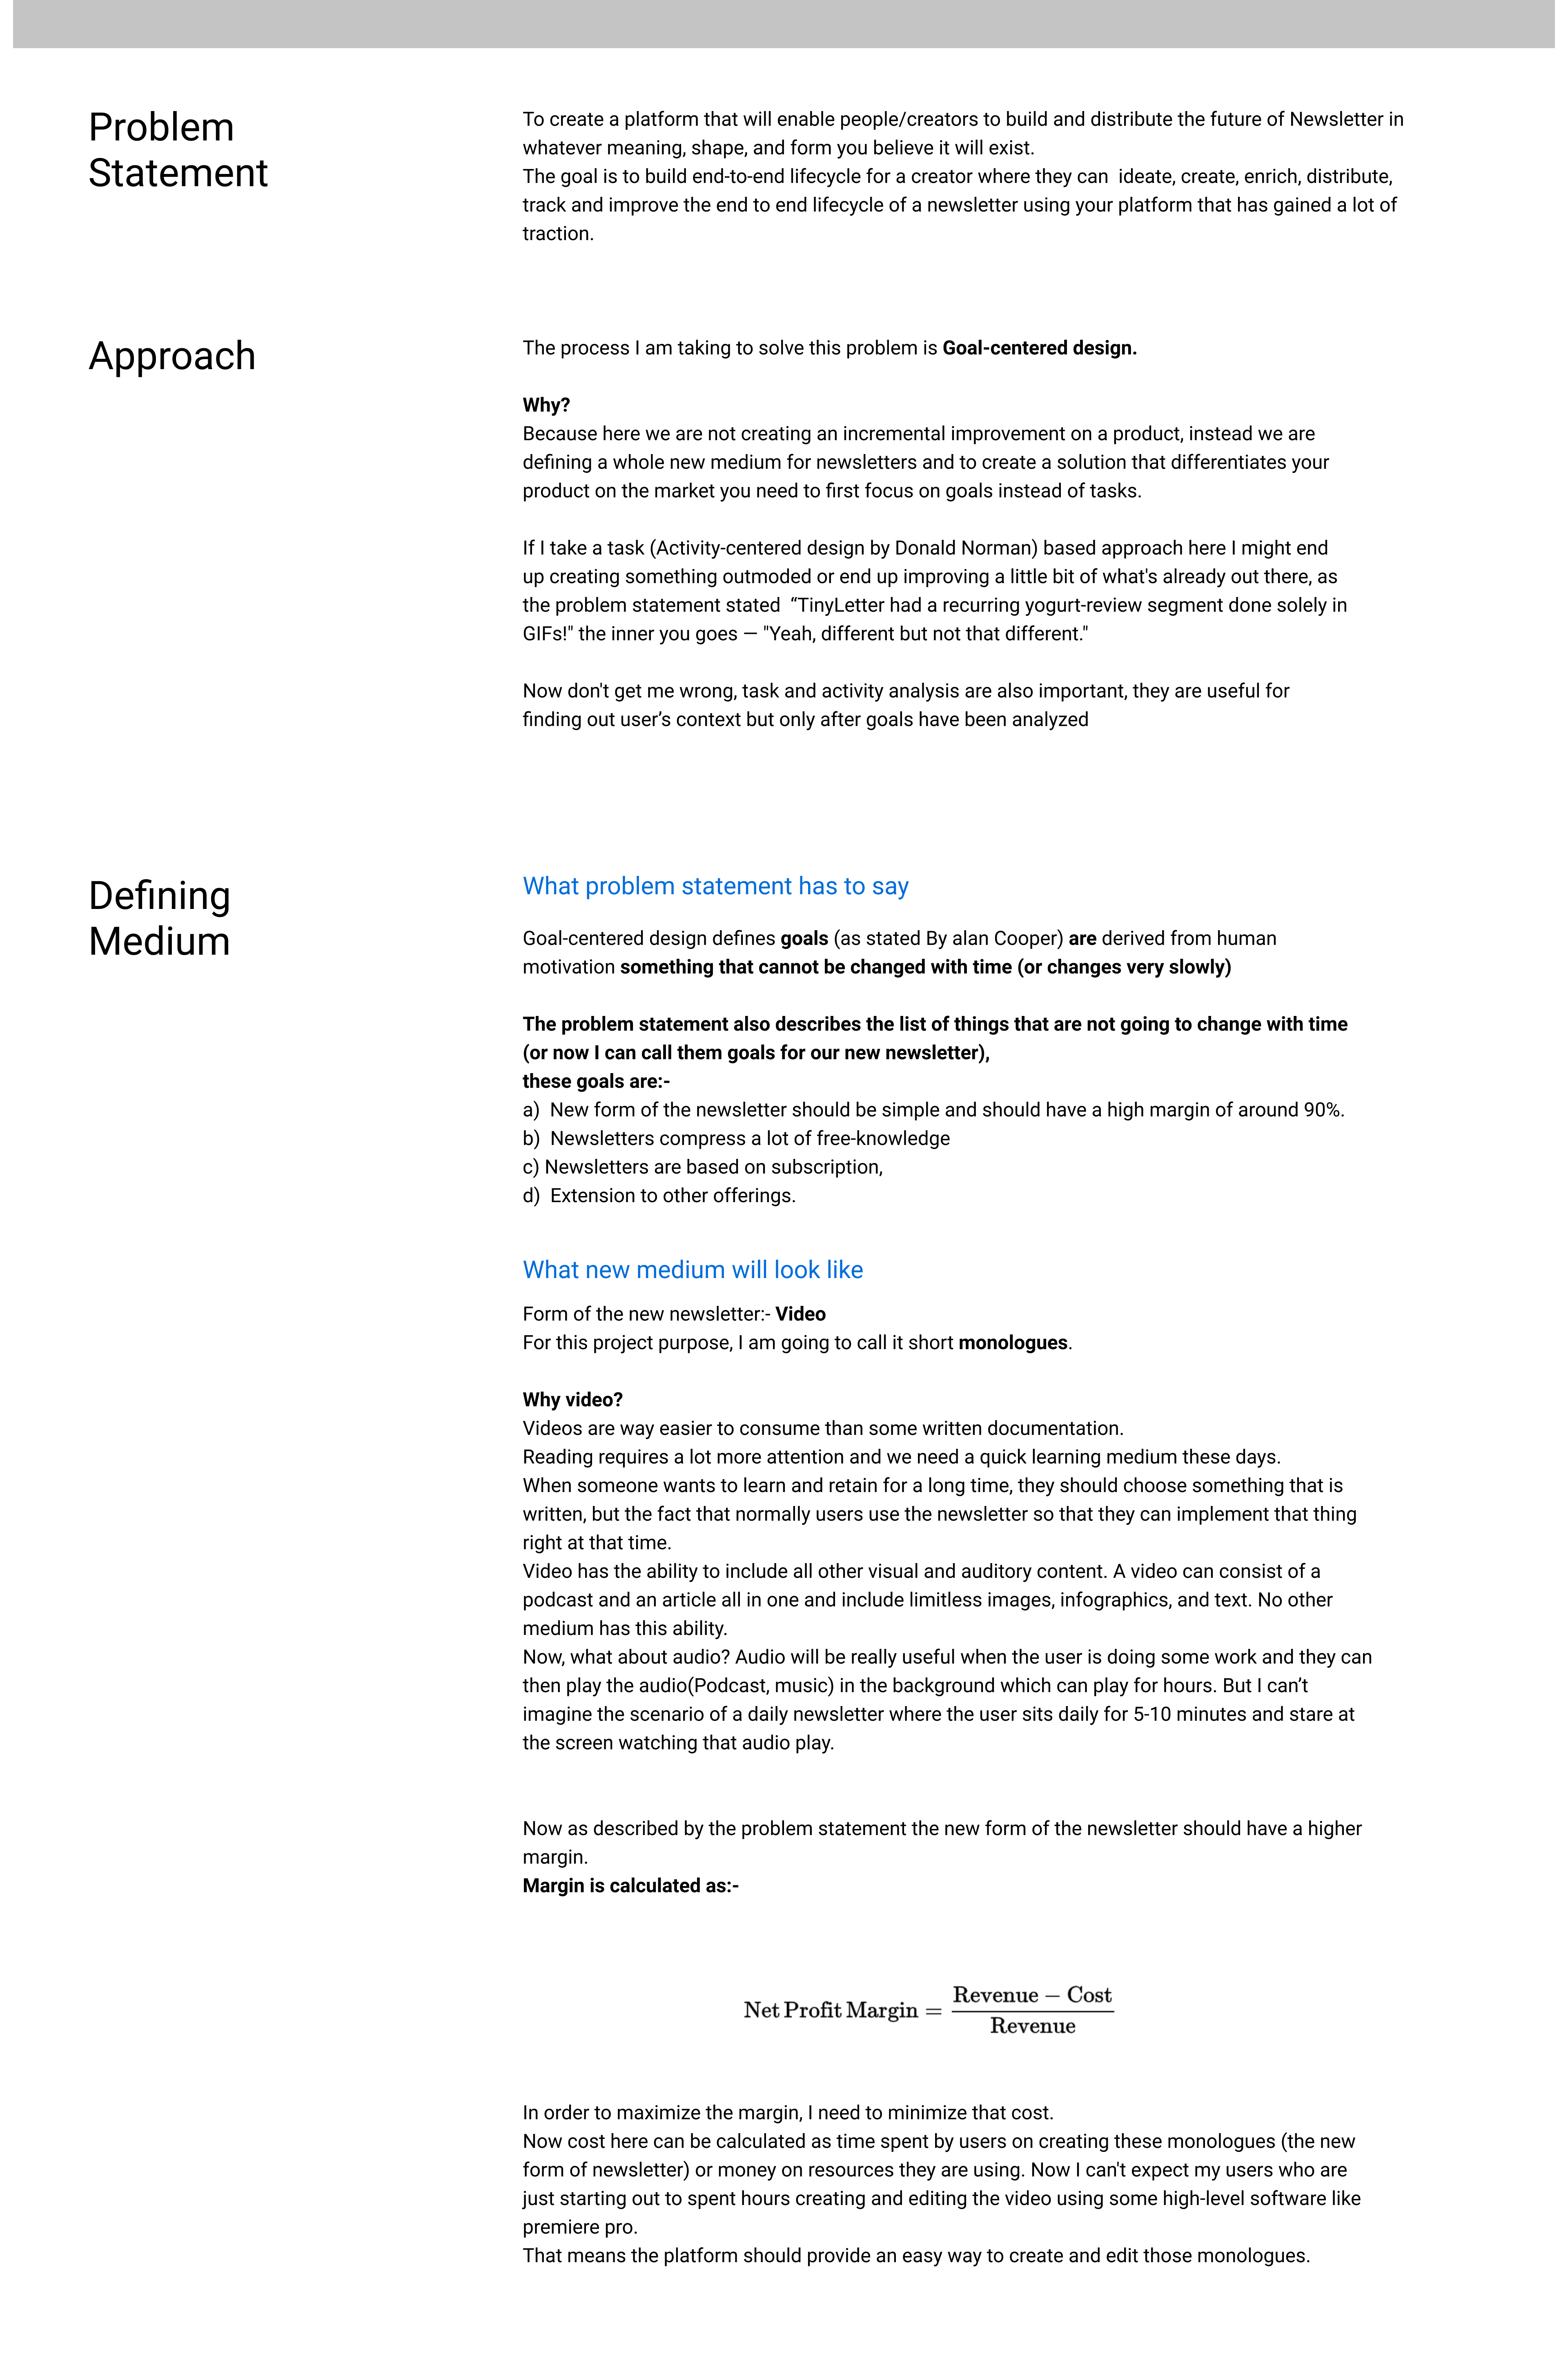 Problem
Statement
To create a platform that will enable people/creators to build and distribute the future of Newsletter in
whatever meaning, shape, and form you believe it will exist.
The goal is to build end-to-end lifecycle for a creator where they can  ideate, create, enrich, distribute,
track and improve the end to end lifecycle of a newsletter using your platform that has gained a lot of
traction.
Approach
The process I am taking to solve this problem is Goal-centered design.
Why?
Because here we are not creating an incremental improvement on a product, instead we are
defining a whole new medium for newsletters and to create a solution that differentiates your
product on the market you need to first focus on goals instead of tasks.
If I take a task (Activity-centered design by Donald Norman) based approach here I might end
up creating something outmoded or end up improving a little bit of what's already out there, as
the problem statement stated  “TinyLetter had a recurring yogurt-review segment done solely in
GIFs!" the inner you goes — "Yeah, different but not that different."
Now don't get me wrong, task and activity analysis are also important, they are useful for
finding out user’s context but only after goals have been analyzed
Defining
Medium
What problem statement has to say
Goal-centered design defines goals (as stated By alan Cooper) are derived from human
motivation something that cannot be changed with time (or changes very slowly)
The problem statement also describes the list of things that are not going to change with time
(or now I can call them goals for our new newsletter),
these goals are:-
a)  New form of the newsletter should be simple and should have a high margin of around 90%.
b)  Newsletters compress a lot of free-knowledge
c) Newsletters are based on subscription,
d)  Extension to other offerings.
What new medium will look like
Form of the new newsletter:- Video
For this project purpose, I am going to call it short monologues.
Why video?
Videos are way easier to consume than some written documentation.
Reading requires a lot more attention and we need a quick learning medium these days.
When someone wants to learn and retain for a long time, they should choose something that is
written, but the fact that normally users use the newsletter so that they can implement that thing
right at that time.
Video has the ability to include all other visual and auditory content. A video can consist of a
podcast and an article all in one and include limitless images, infographics, and text. No other
medium has this ability.
Now, what about audio? Audio will be really useful when the user is doing some work and they can
then play the audio(Podcast, music) in the background which can play for hours. But I can’t
imagine the scenario of a daily newsletter where the user sits daily for 5-10 minutes and stare at
the screen watching that audio play.
Now as described by the problem statement the new form of the newsletter should have a higher
margin.
Margin is calculated as:-
Net Profit Margin = Revenue − Cost
Revenue
In order to maximize the margin, I need to minimize that cost.
Now cost here can be calculated as time spent by users on creating these monologues (the new
form of newsletter) or money on resources they are using. Now I can't expect my users who are
just starting out to spent hours creating and editing the video using some high-level software like
premiere pro.
That means the platform should provide an easy way to create and edit those monologues.